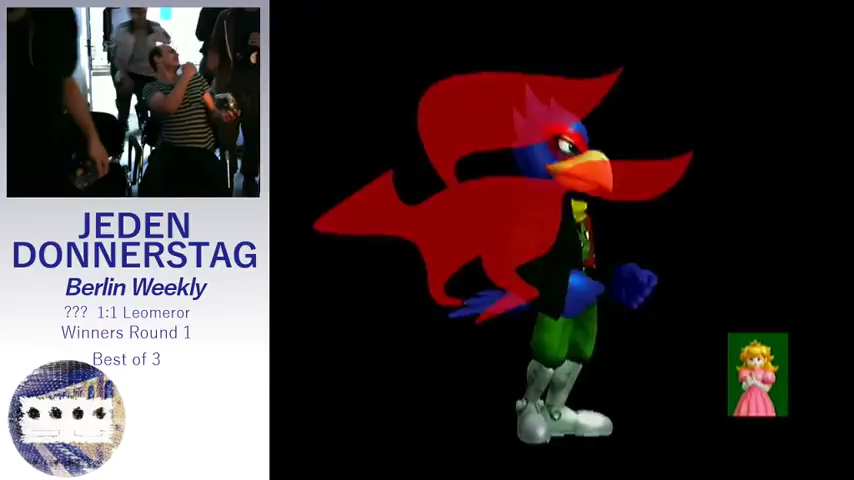 JEDEN
DONNERSTAG
Berlin Weekly
??? 1:1 Leomeror
Winners Round 1
Best of 3